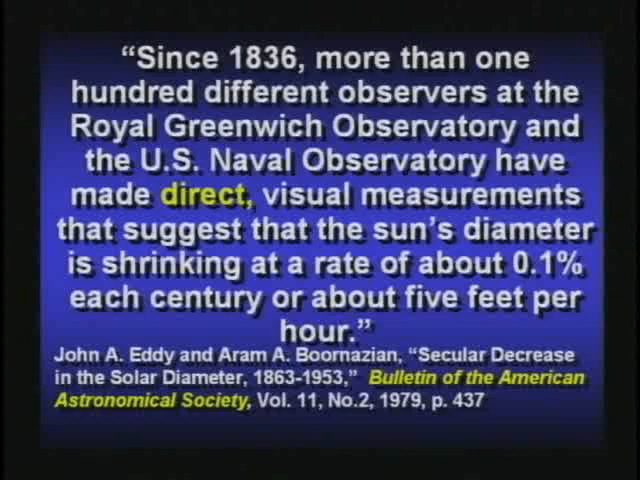 “Since 1836, more than one
hundred different observers at the
Royal Greenwich Observatory and
the U.S. Naval Observatory have
made direct, visual measurements
that suggest that the sun’s diameter
is shrinking at a rate of about 0.1%
each century or about five feet per
hour.”
John A. Eddy and Aram A. Boornazian, “Secular Decrease
in the Solar Diameter, 1863-1953,” Bulletin of the American
Astronomical Society, Vol. 11, No.2, 1979, p. 437